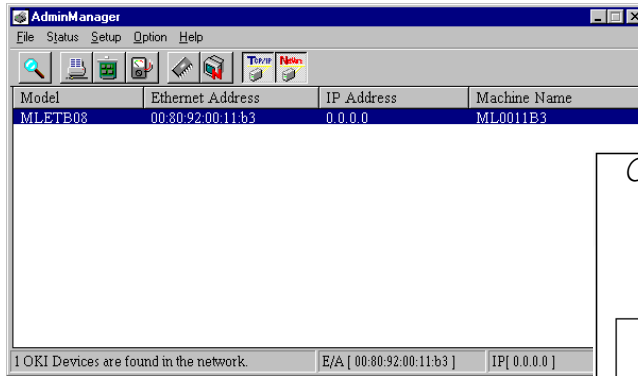 AdminManager
File Status Setup Option Help
TCP/IP
Model Ethernet Address IP Address Machine Name
MLETB08 00:80:92:00:11:b3 0.0.0.0 ML0011B3
1 OKI Devices are found in the network. E/A [ 00:80:92:00:11:b3 ] IP[ 0.0.0.0 ]